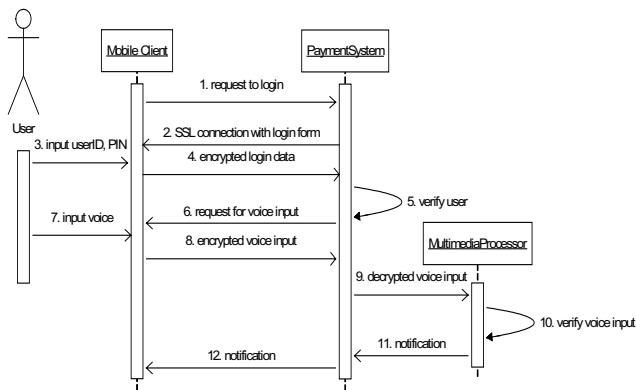 Mobile Client
PaymentSystem
1. request to login
User
2. SSL connection with login form
3. input userID, PIN
4. encrypted login data
5. verify user
6. request for voice input
7. input voice
8. encrypted voice input
MultimediaProcessor
9. decrypted voice input
10. verify voice input
11. notification
12. notification